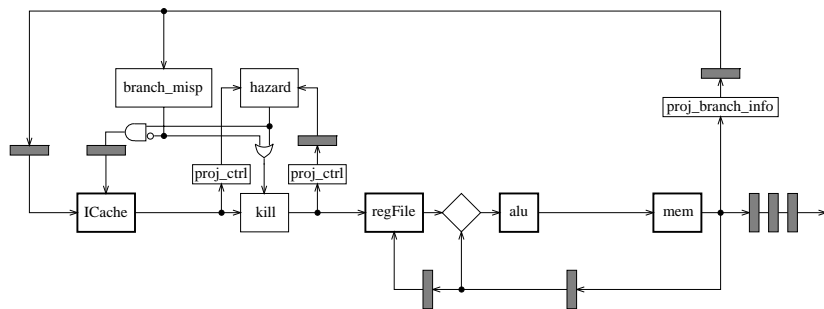 branch_misp
hazard
proj_branch_info
proj_ctrl
proj_ctrl
ICache
kill
regFile
alu
mem